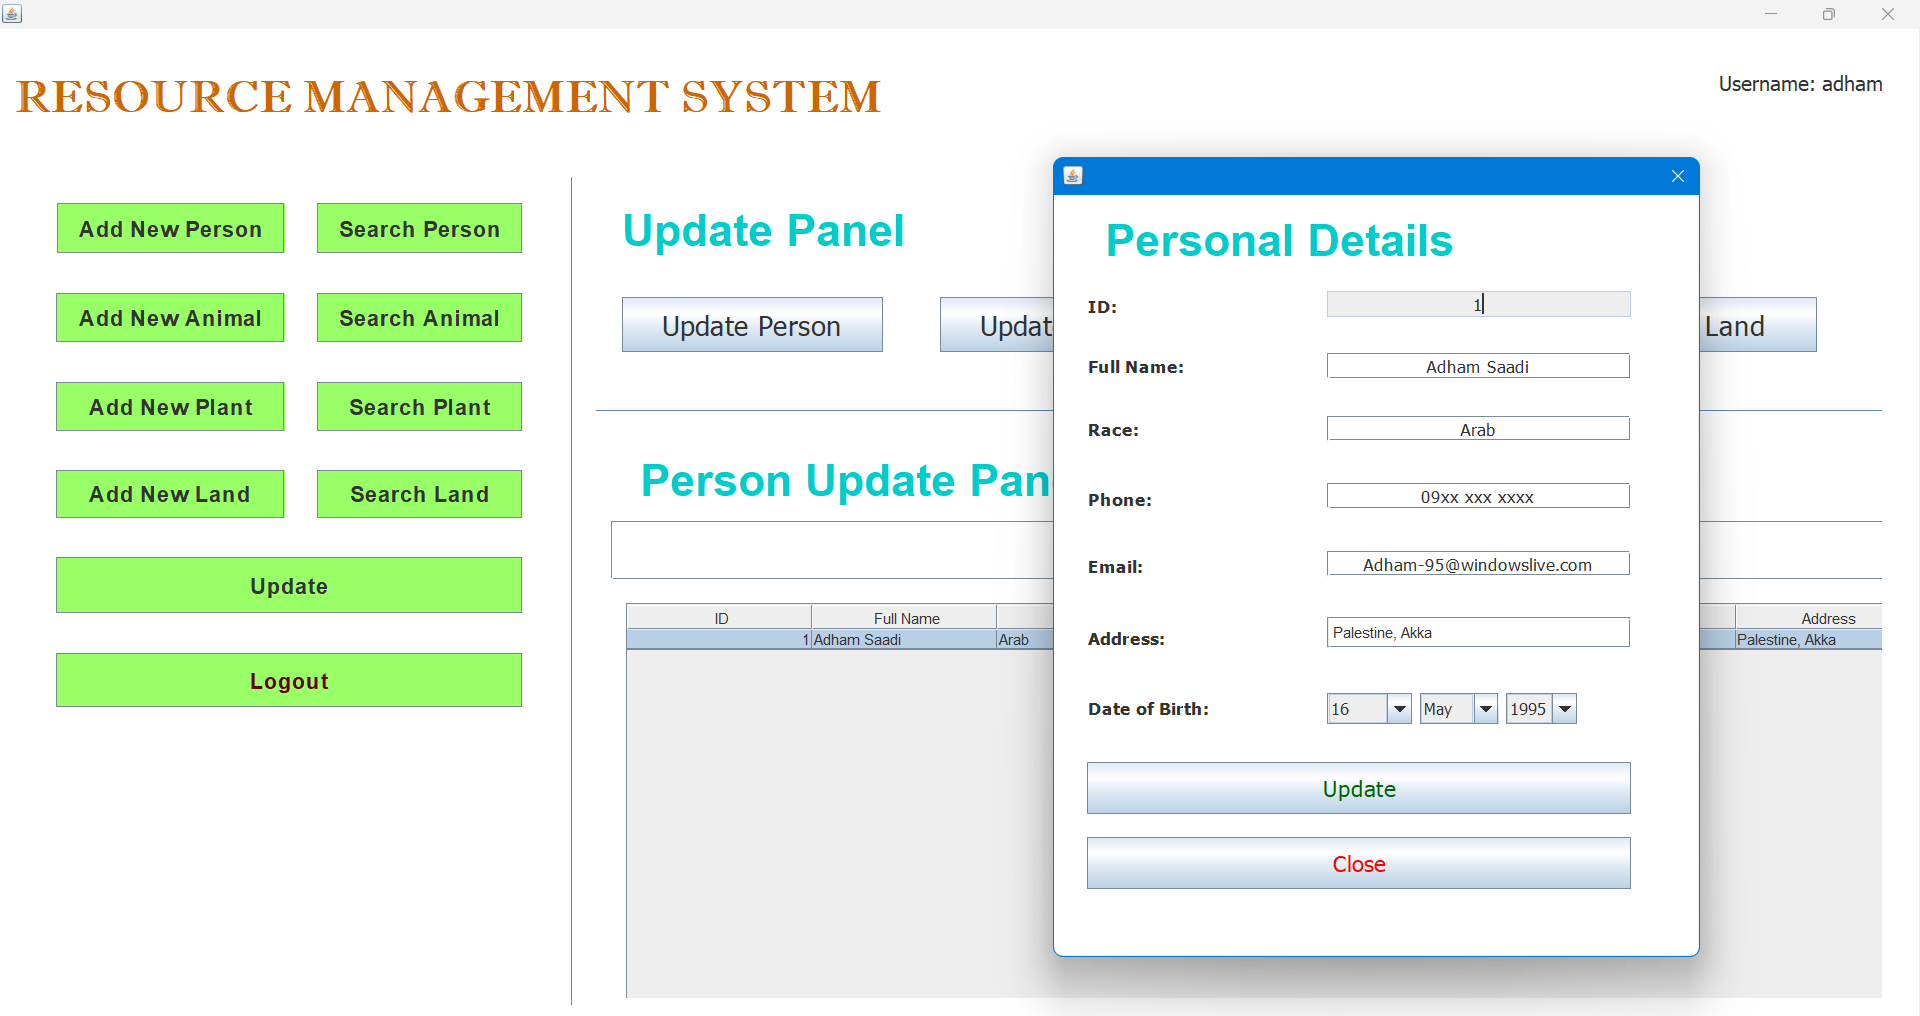 RESOURCE MANAGEMENT SYSTEM
Username: adham
Add New Person
Search Person
Add New Animal
Search Animal
Add New Plant
Search Plant
Add New Land
Search Land
Update
Logout
Update Panel
Update Person
Land
Person Update
ID Full Name Address
1 Adham Saadi Arab Palestine, Akka
Personal Details
ID: 1
Full Name: Adham Saadi
Race: Arab
Phone: 09xx xxx xxxx
Email: Adham-95@windowslive.com
Address: Palestine, Akka
Date of Birth: 16 May 1995
Update
Close